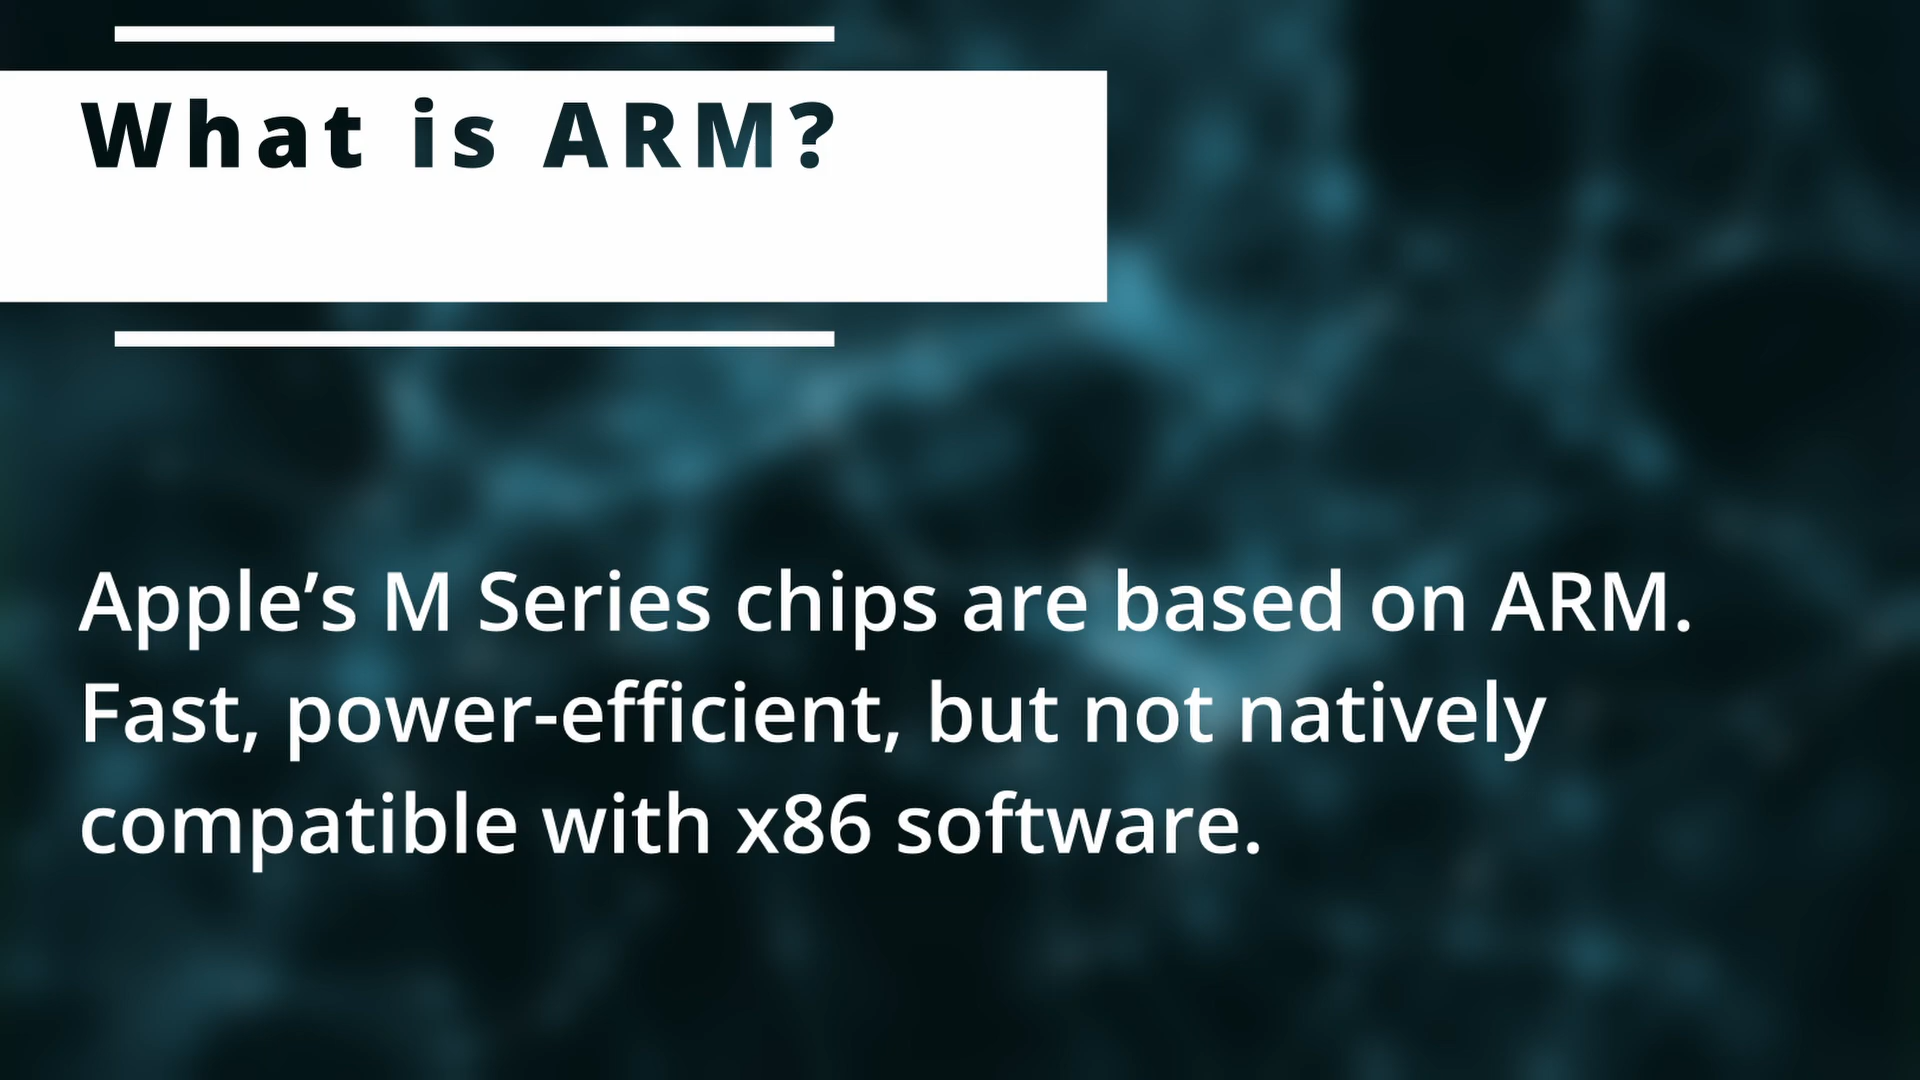 What is ARM?
Apple’s M Series chips are based on ARM.
Fast, power-efficient, but not natively
compatible with x86 software.